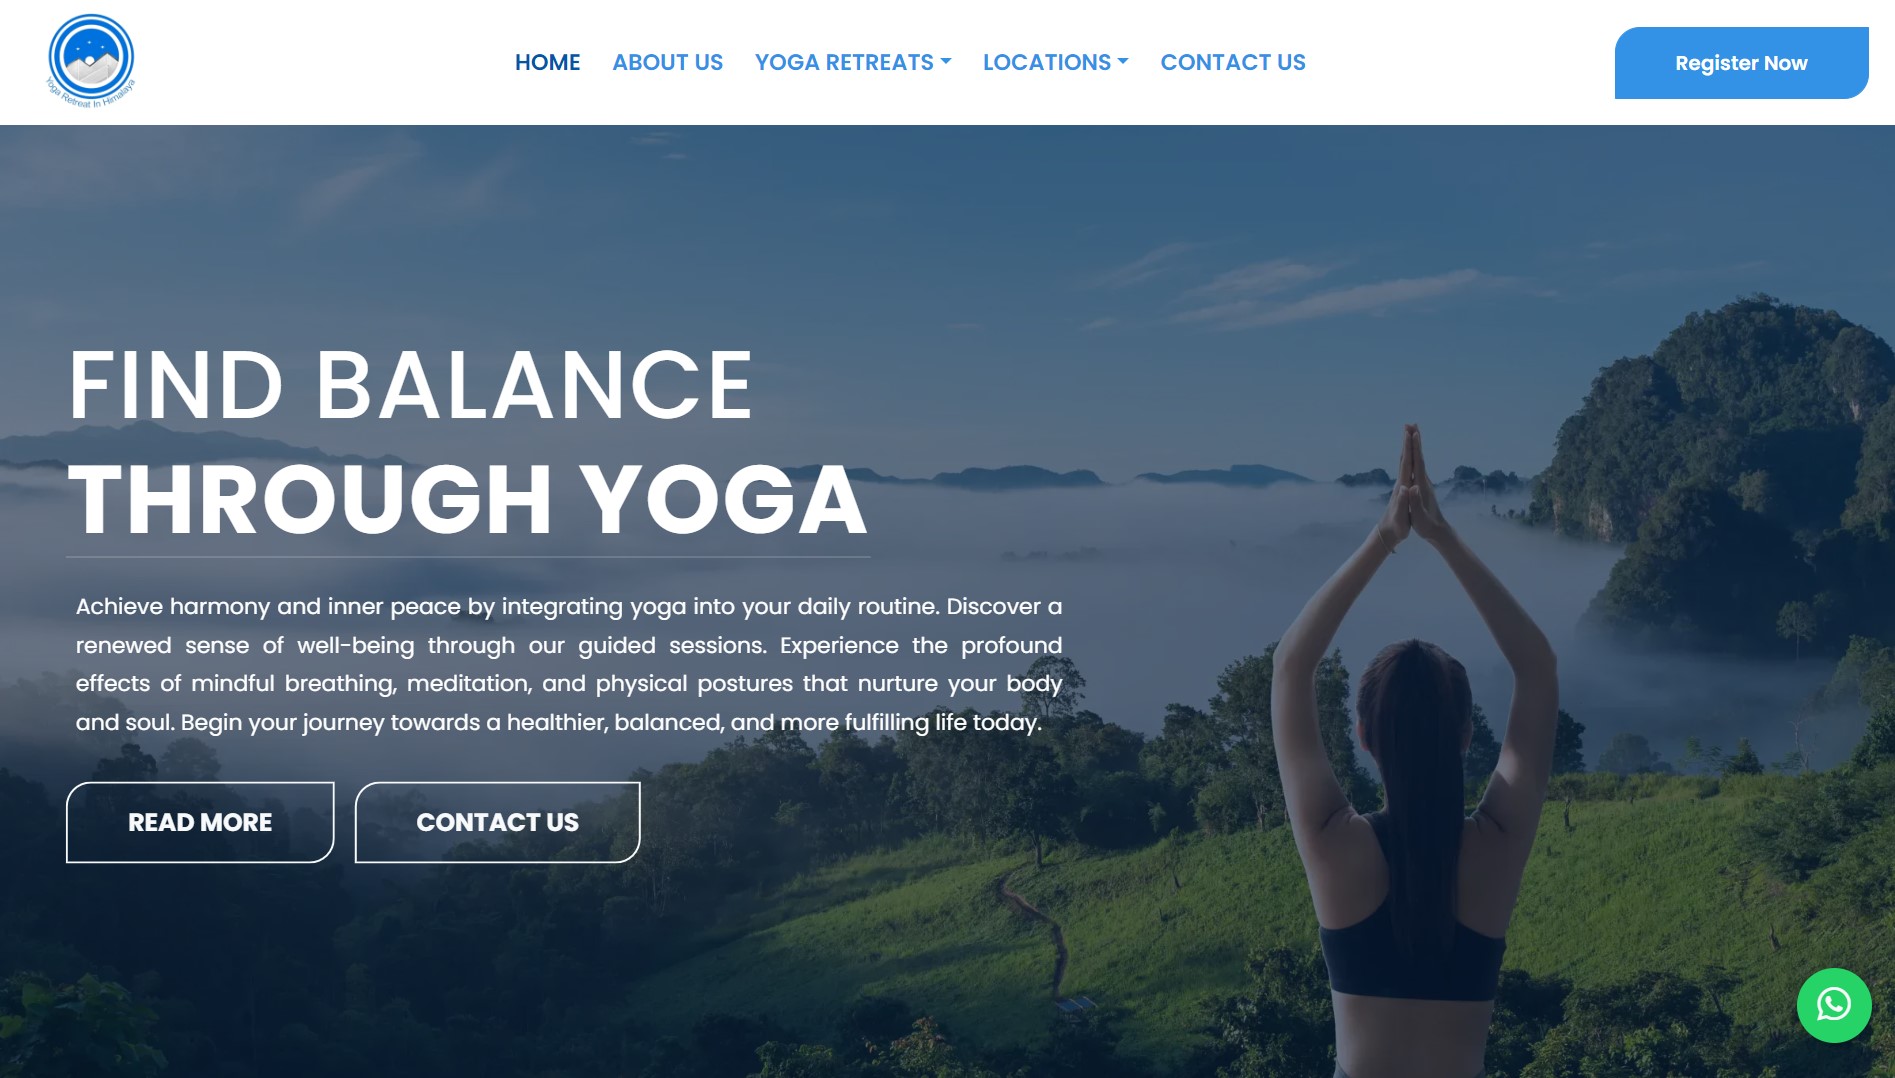 Yoga Retreat In Himalaya
HOME
ABOUT US
YOGA RETREATS
LOCATIONS
CONTACT US
Register Now
FIND BALANCE
THROUGH YOGA
Achieve harmony and inner peace by integrating yoga into your daily routine. Discover a
renewed sense of well-being through our guided sessions. Experience the profound
effects of mindful breathing, meditation, and physical postures that nurture your body
and soul. Begin your journey towards a healthier, balanced, and more fulfilling life today.
READ MORE
CONTACT US